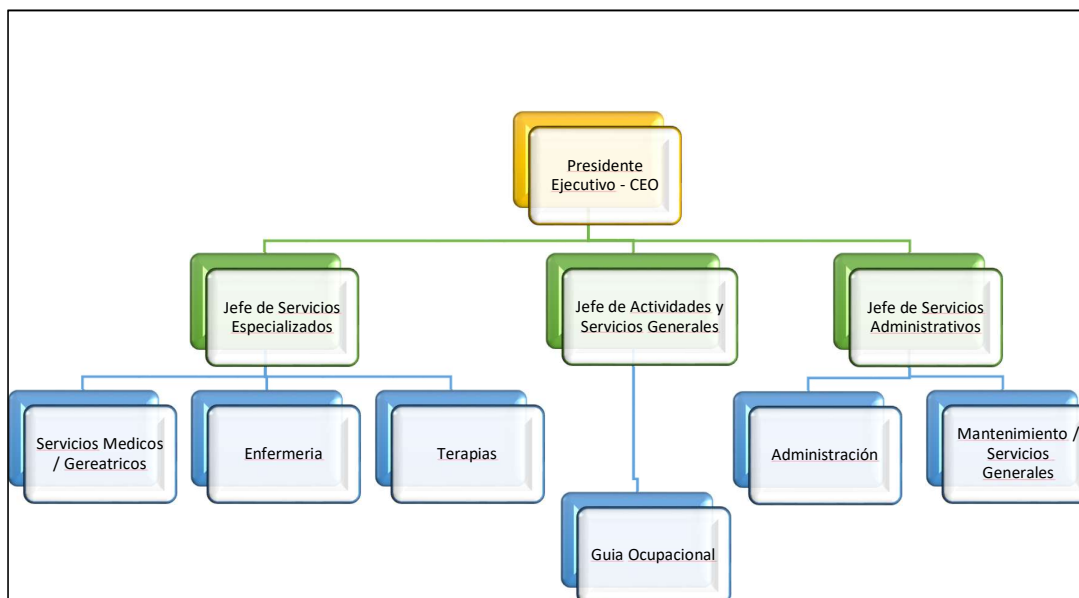 Presidente
Ejecutivo - CEO
Jefe de Servicios
Especializados
Jefe de Actividades y
Servicios Generales
Jefe de Servicios
Administrativos
Servicios Medicos
/ Gereatricos
Enfermeria
Terapias
Administración
Mantenimiento /
Servicios
Generales
Guia Ocupacional